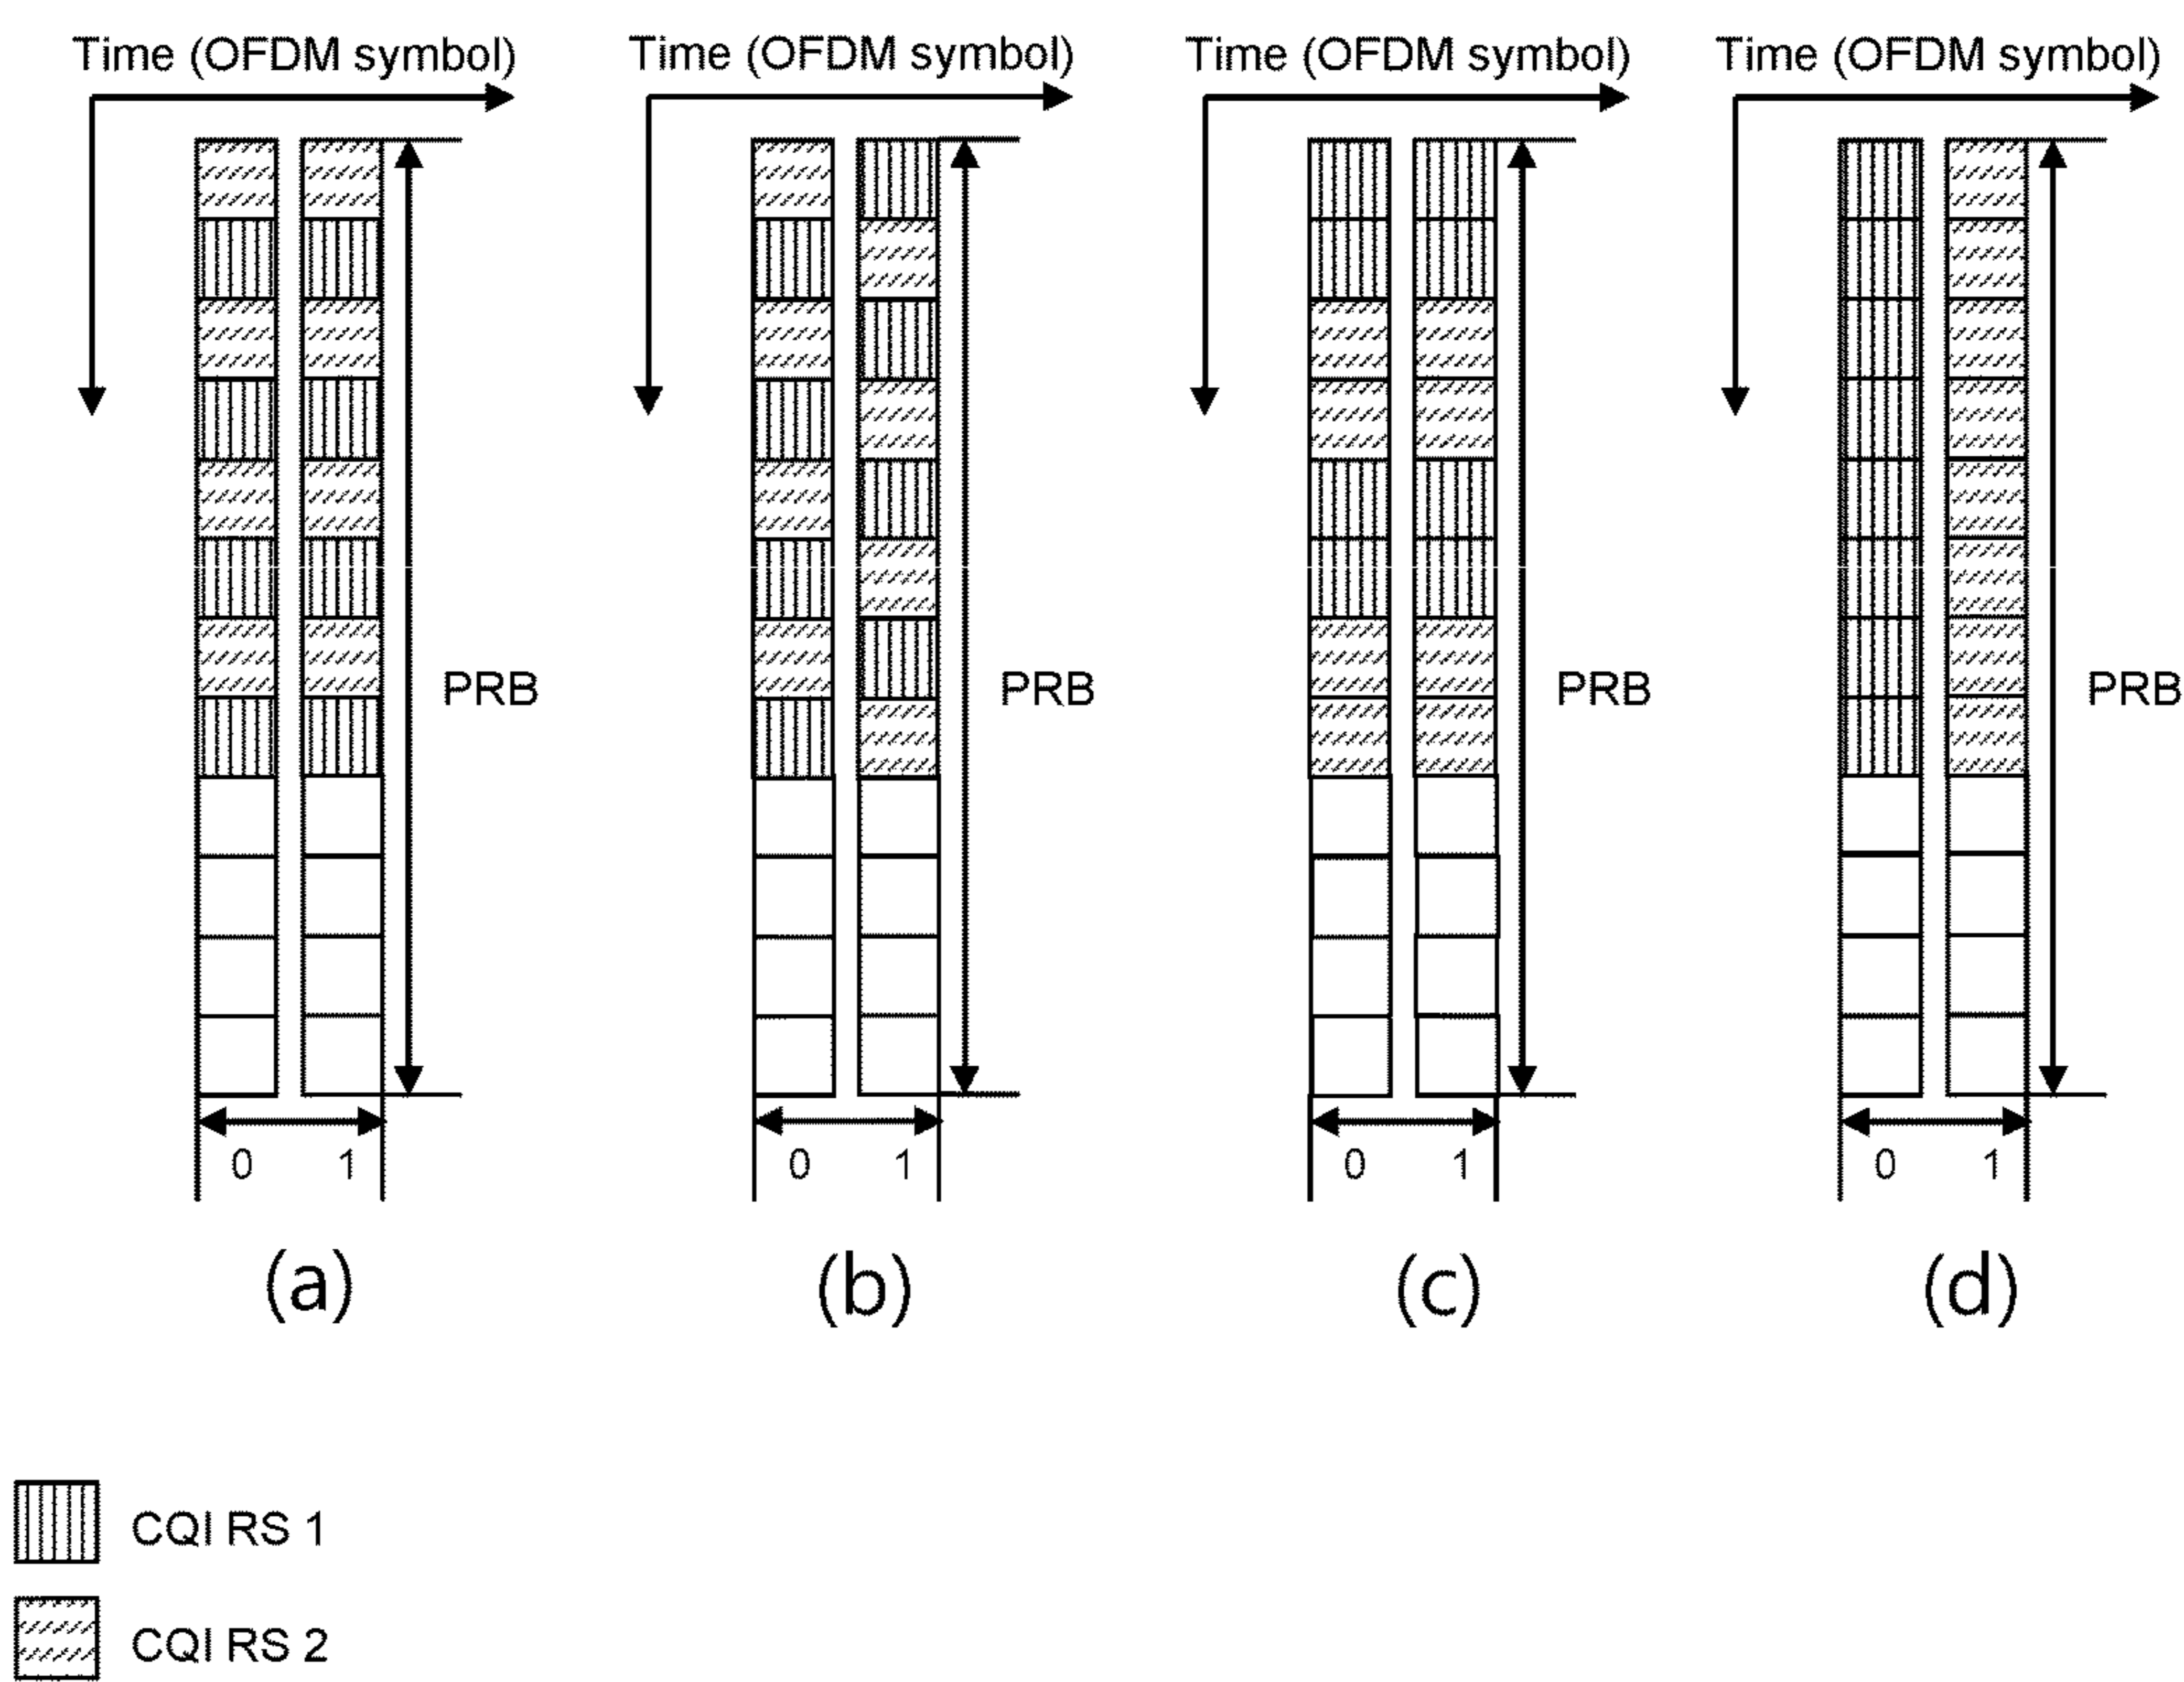 Time (OFDM symbol) Time (OFDM symbol) Time (OFDM symbol) Time (OFDM symbol)
PRB PRB PRB PRB
0 1 0 1 0 1 0 1
(a) (b) (c) (d)
CQI RS 1
CQI RS 2